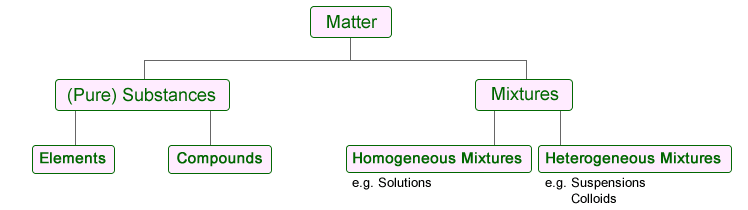 Matter
(Pure) Substances
Mixtures
Elements
Compounds
Homogeneous Mixtures
Heterogeneous Mixtures
e.g. Solutions
e.g. Suspensions
Colloids